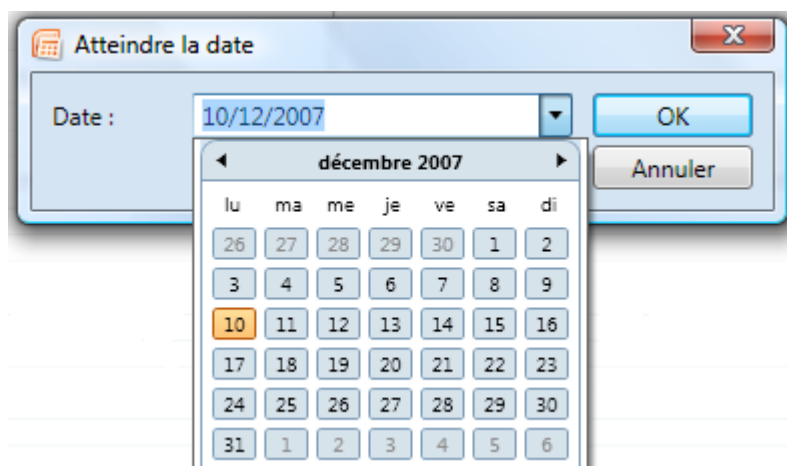 Atteindre la date
Date : 10/12/2007 OK
Annuler
décembre 2007
lu ma me je ve sa di
26 27 28 29 30 1 2
3 4 5 6 7 8 9
10 11 12 13 14 15 16
17 18 19 20 21 22 23
24 25 26 27 28 29 30
31 1 2 3 4 5 6